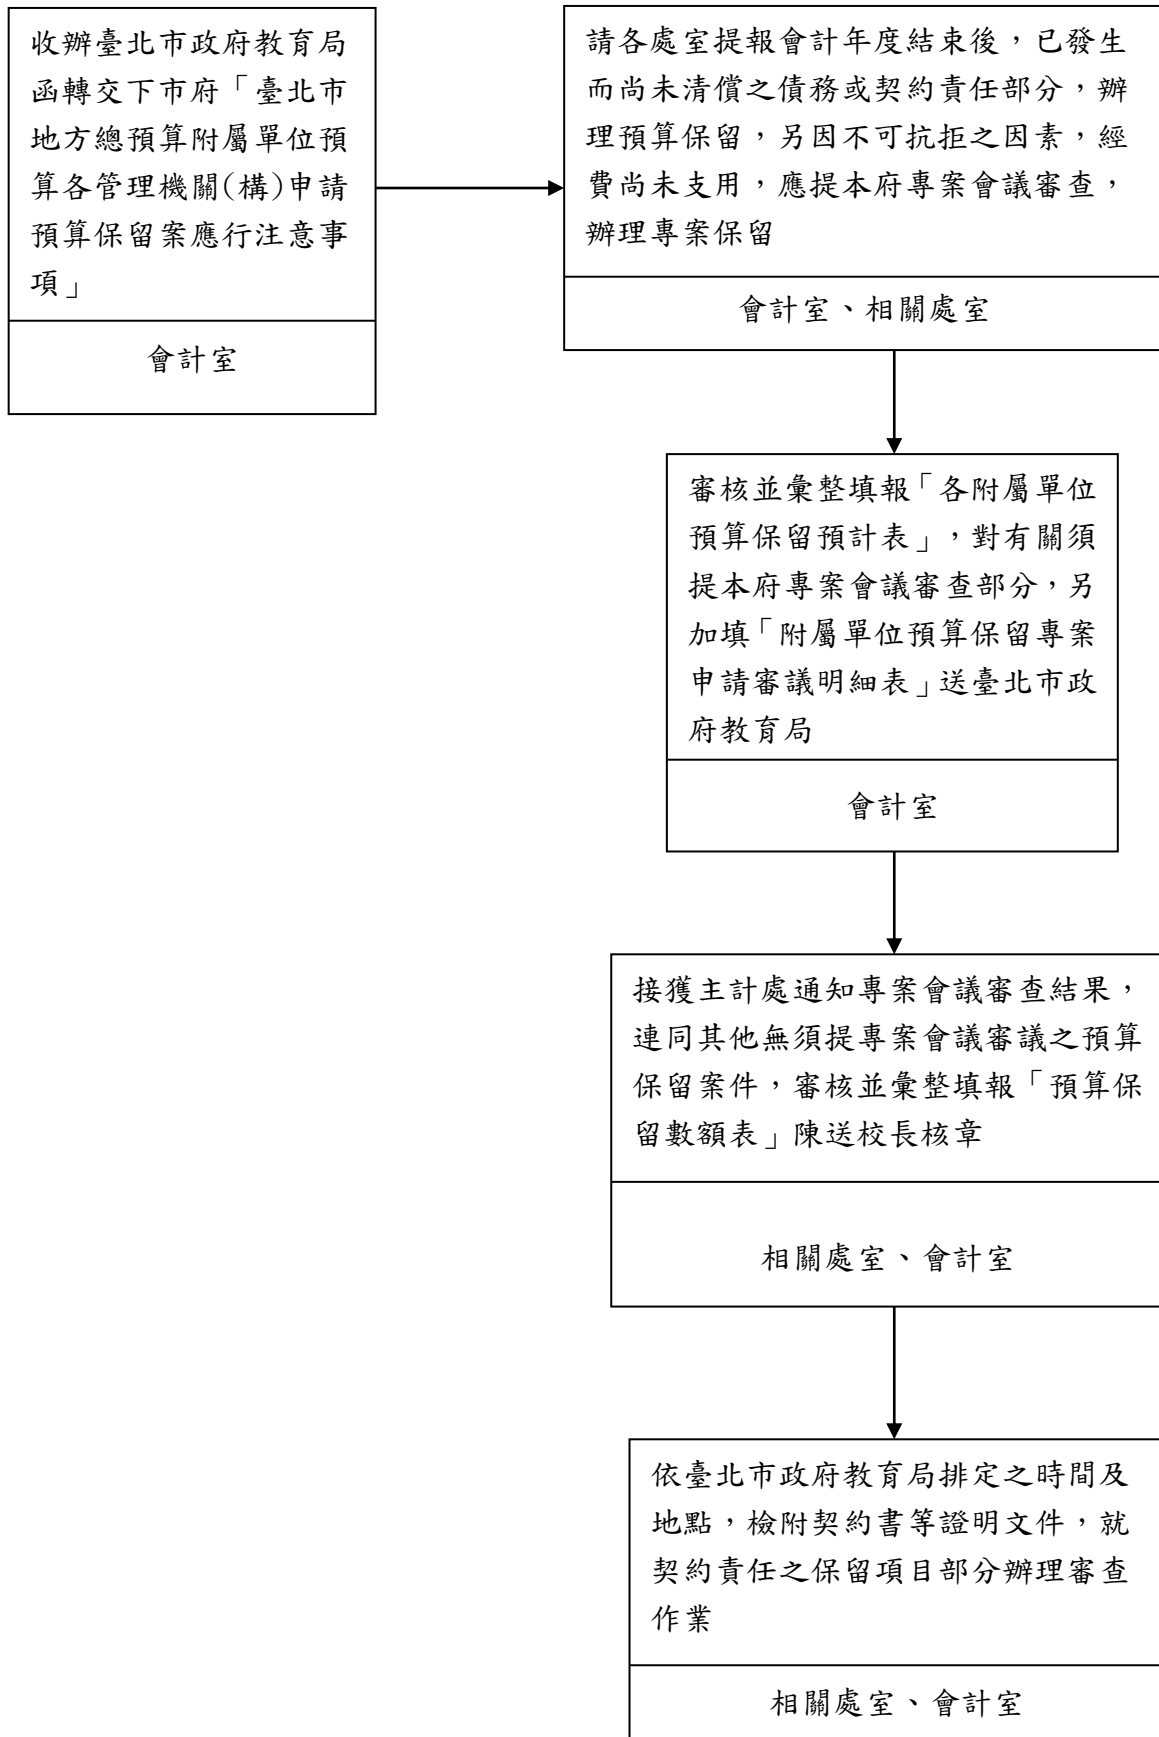 收辦臺北市政府教育局
函轉交下市府「臺北市
地方總預算附屬單位預
算各管理機關(構)申請
預算保留案應行注意事
項」
會計室
請各處室提報會計年度結束後，已發生
而尚未清償之債務或契約責任部分，辦
理預算保留，另因不可抗拒之因素，經
費尚未支用，應提本府專案會議審查，
辦理專案保留
會計室、相關處室
審核並彙整填報「各附屬單位
預算保留預計表」，對有關須
提本府專案會議審查部分，另
加填「附屬單位預算保留專案
申請審議明細表」送臺北市政
府教育局
會計室
接獲主計處通知專案會議審查結果，
連同其他無須提專案會議審議之預算
保留案件，審核並彙整填報「預算保
留數額表」陳送校長核章
相關處室、會計室
依臺北市政府教育局排定之時間及
地點，檢附契約書等證明文件，就
契約責任之保留項目部分辦理審查
作業
相關處室、會計室